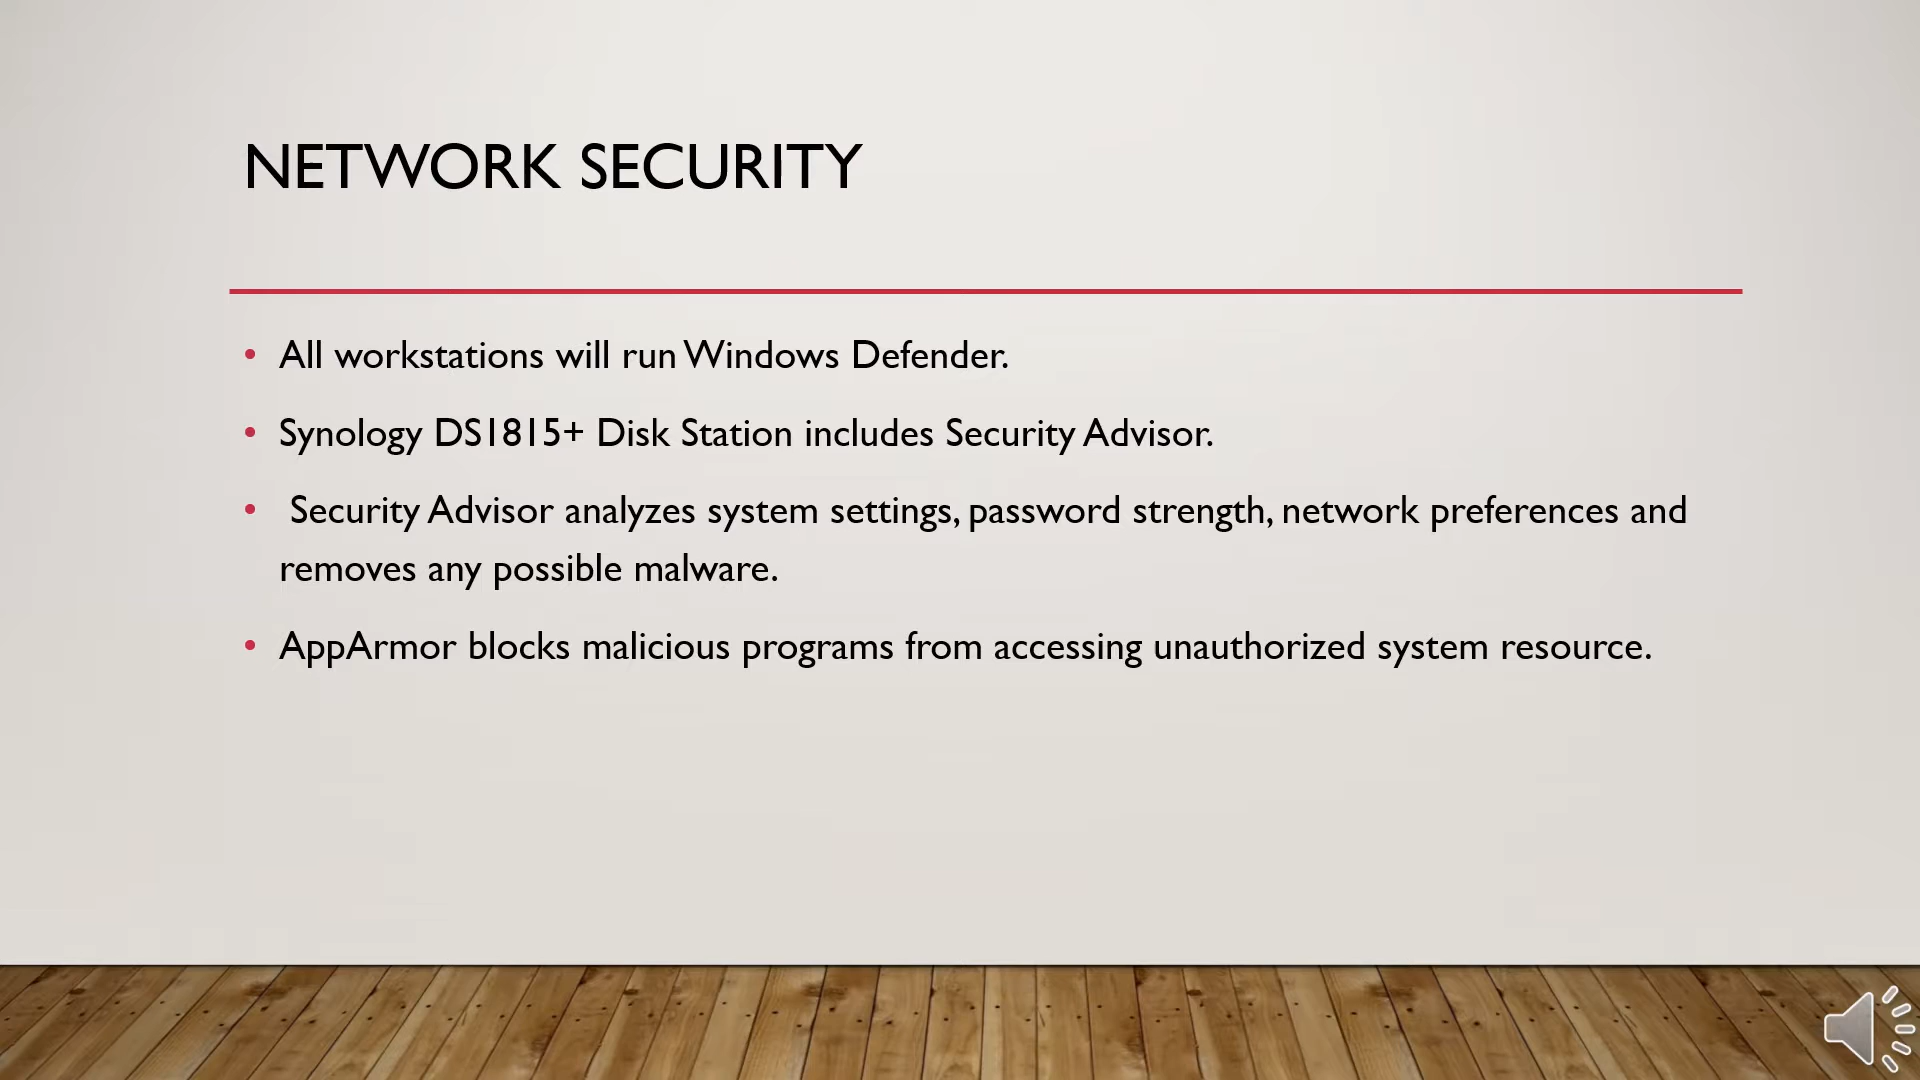 NETWORK SECURITY
• All workstations will run Windows Defender.
• Synology DS1815+ Disk Station includes Security Advisor.
• Security Advisor analyzes system settings, password strength, network preferences and
removes any possible malware.
• AppArmor blocks malicious programs from accessing unauthorized system resource.